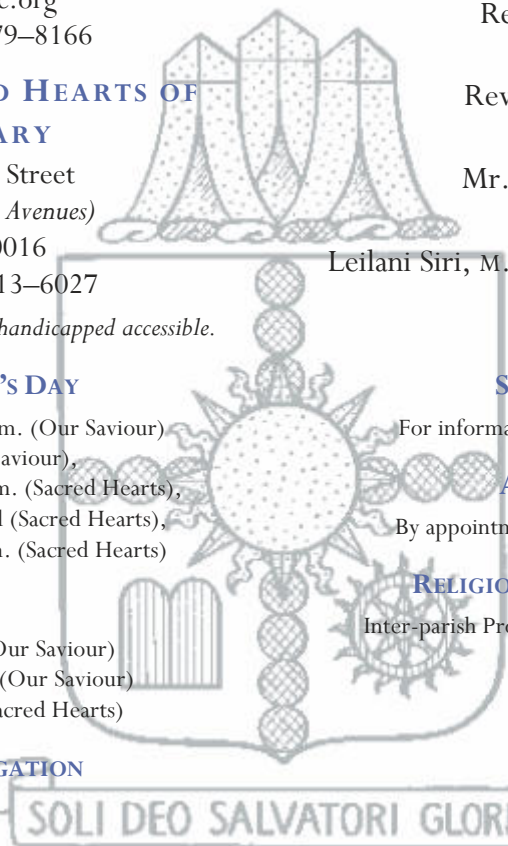 c.org
79–8166
D HEARTS OF
ARY
Street
Avenues)
0016
13–6027
handicapped accessible.
's DAY
m. (Our Saviour)
aviour),
m. (Sacred Hearts),
l (Sacred Hearts),
n. (Sacred Hearts)
Our Saviour)
(Our Saviour)
acred Hearts)
GATION
Re
Rev
Mr.
Leilani Siri, M.
S
For informa
A
By appointm
RELIGIO
Inter-parish Pro
SOLI DEO SALVATORI GLORI